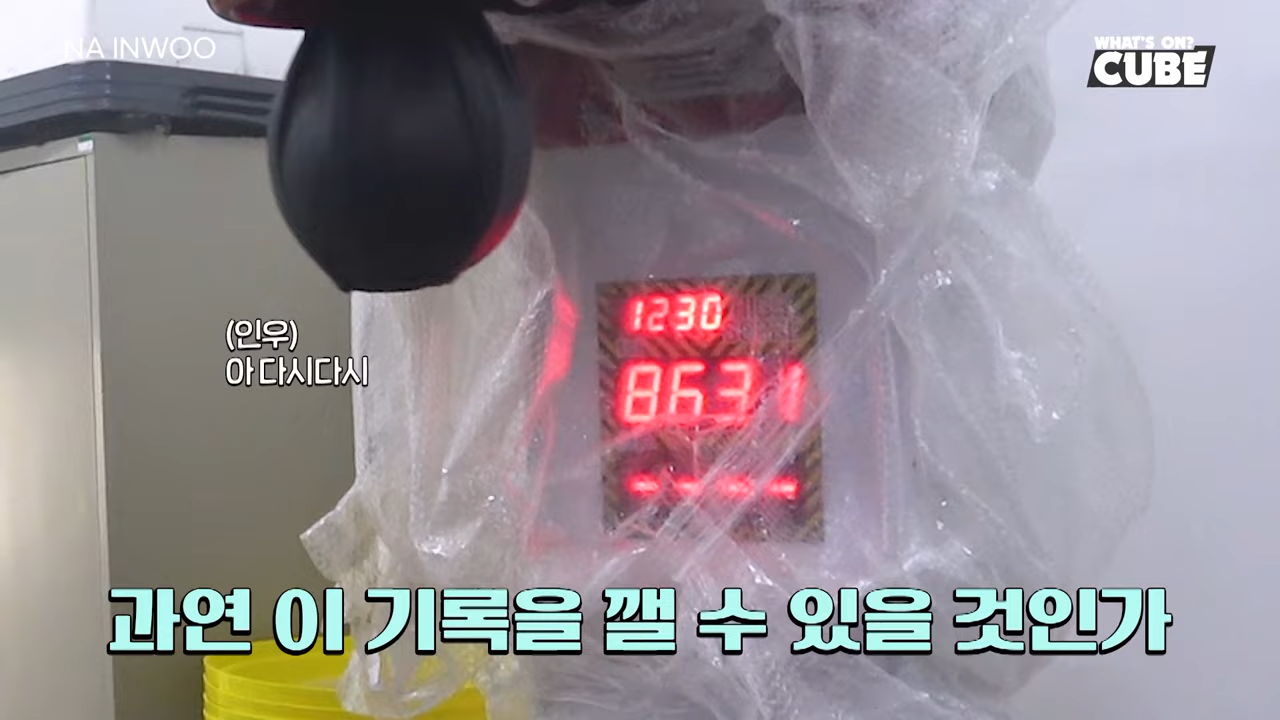 NA INWOO
WHAT'S ON?
CUBE
1230
8631
(인우)
아 다시다시
----
과연 이 기록을 깰 수 있을 것인가